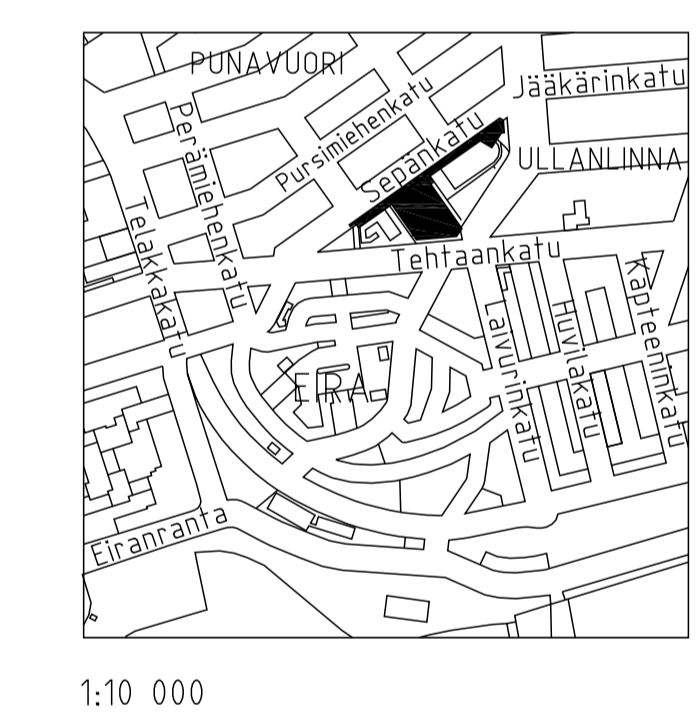 PUNAVUORI
Jääkärinkatu
Perämiehenkatu
Pursimiehenkatu
Sepänkatu
ULLANLINNA
Telakkakatu
Tehtaankatu
Kapteeninkatu
Laivurinkatu
Huvilakatu
EIRA
Eiranranta
1:10 000